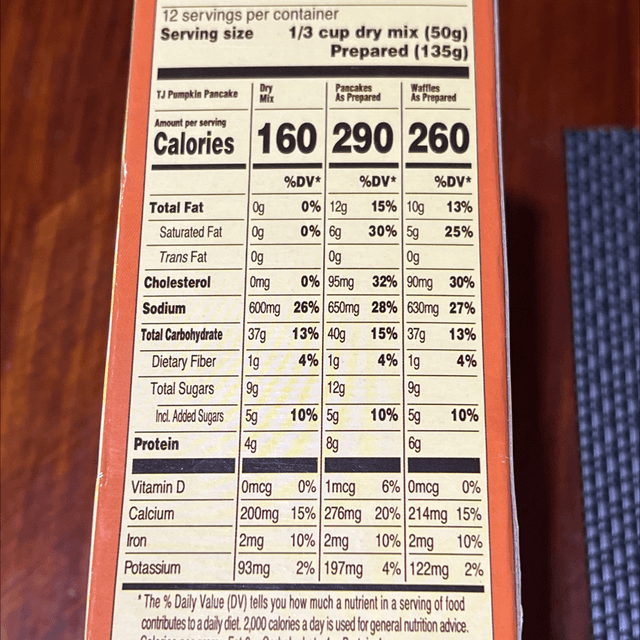 12 servings per container
Serving size 1/3 cup dry mix (50g)
Prepared (135g)
TJ Pumpkin Pancake Dry Mix Pancakes As Prepared Waffles As Prepared
Amount per serving
Calories 160 290 260
%DV* %DV* %DV*
Total Fat 0g 0% 12g 15% 10g 13%
Saturated Fat 0g 0% 6g 30% 5g 25%
Trans Fat 0g 0g 0g
Cholesterol 0mg 0% 95mg 32% 90mg 30%
Sodium 600mg 26% 650mg 28% 630mg 27%
Total Carbohydrate 37g 13% 40g 15% 37g 13%
Dietary Fiber 1g 4% 1g 4% 1g 4%
Total Sugars 9g 12g 9g
Incl. Added Sugars 5g 10% 5g 10% 5g 10%
Protein 4g 8g 6g
Vitamin D 0mcg 0% 1mcg 6% 0mcg 0%
Calcium 200mg 15% 276mg 20% 214mg 15%
Iron 2mg 10% 2mg 10% 2mg 10%
Potassium 93mg 2% 197mg 4% 122mg 2%
* The % Daily Value (DV) tells you how much a nutrient in a serving of food
contributes to a daily diet. 2,000 calories a day is used for general nutrition advice.